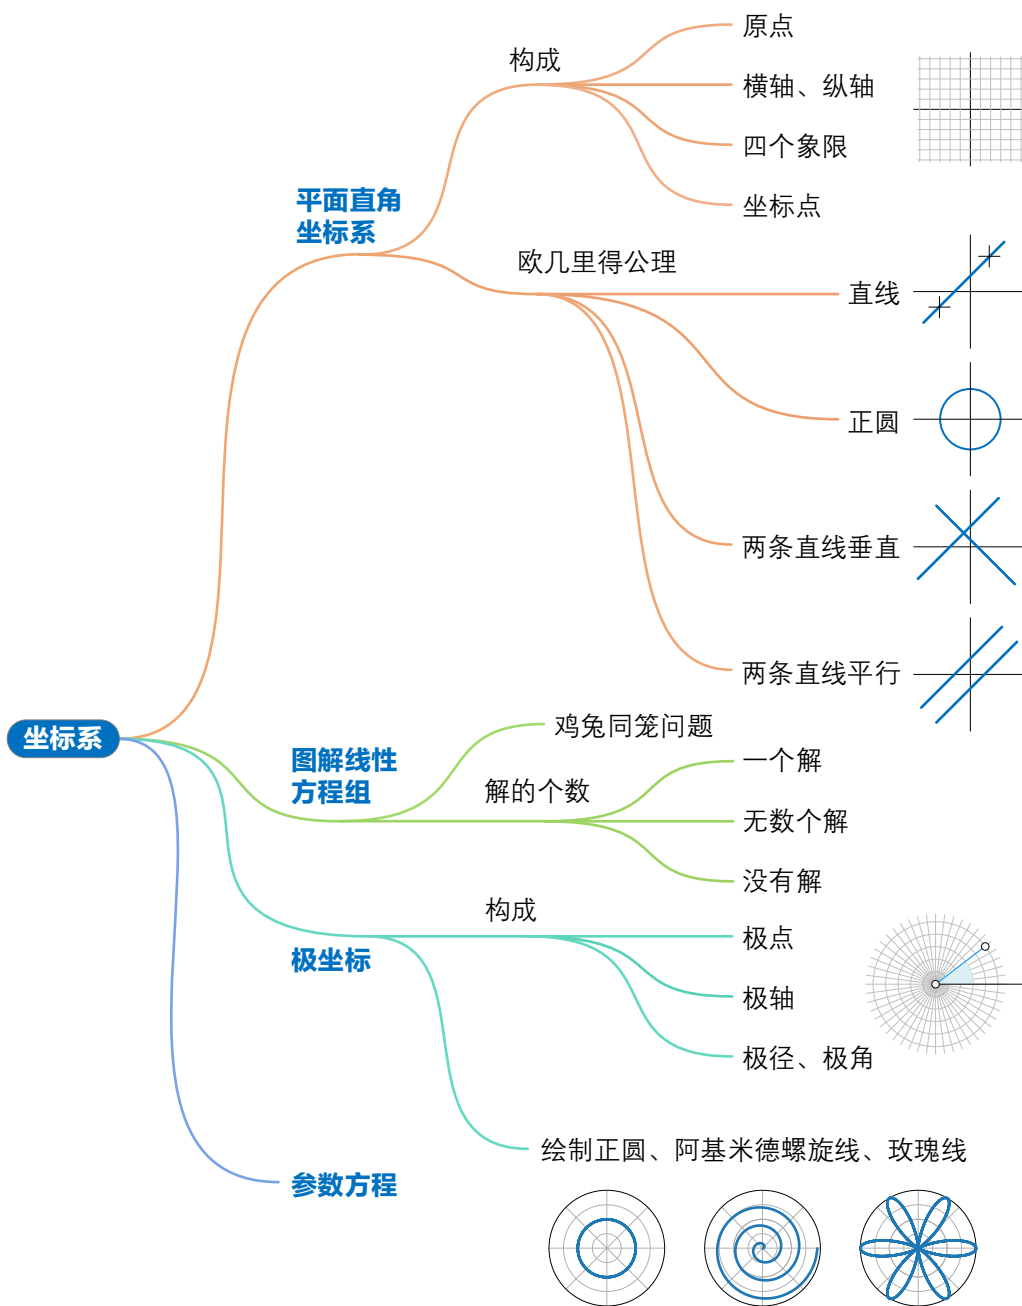 原点
构成
横轴、纵轴
四个象限
平面直角
坐标系
坐标点
欧几里得公理
直线
正圆
两条直线垂直
两条直线平行
坐标系
鸡兔同笼问题
图解线性
方程组
解的个数
一个解
无数个解
没有解
构成
极点
极坐标
极轴
极径、极角
绘制正圆、阿基米德螺旋线、玫瑰线
参数方程